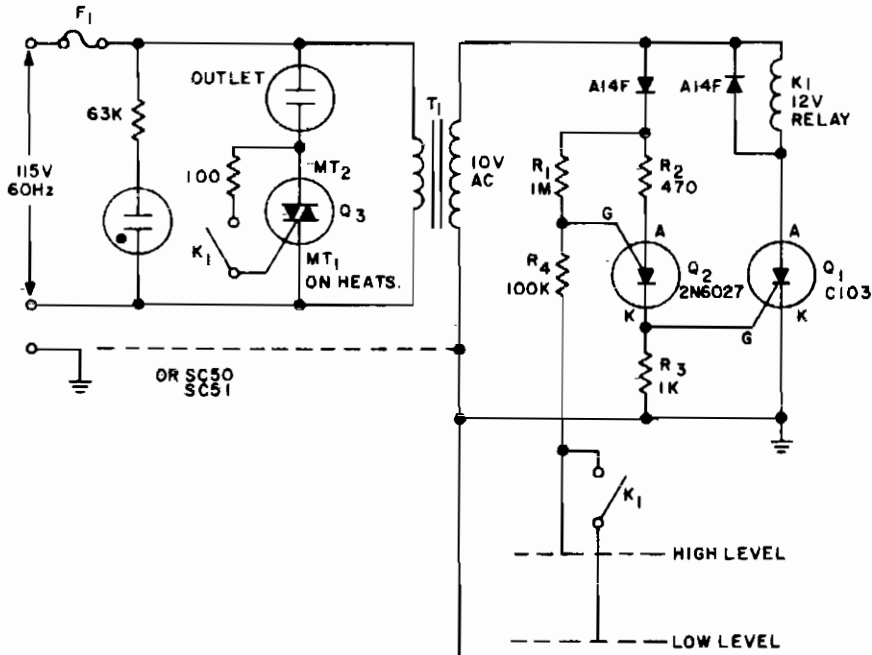 F1
OUTLET
63K
115V
60Hz
100
MT2
Q3
K1
MT1
ON HEATS.
OR SC50
SC51
T1
10V
AC
A14F
A14F
K1
12V
RELAY
R1
1M
R2
470
G
A
A
R4
100K
Q2
2N6027
Q1
C103
K
K
G
R3
1K
K1
HIGH LEVEL
LOW LEVEL